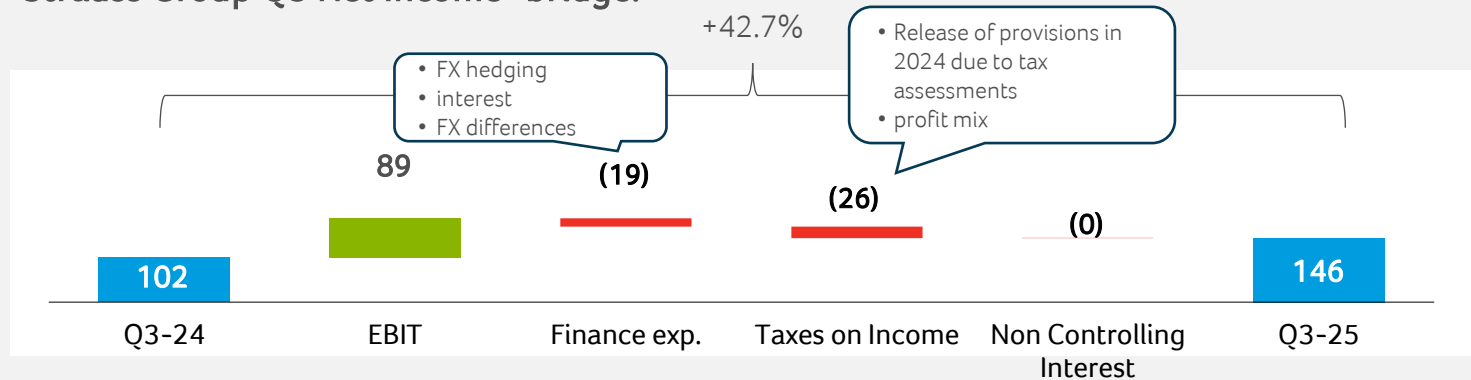 +42.7%
• FX hedging
• interest
• FX differences
• Release of provisions in
2024 due to tax
assessments
• profit mix
89
(19)
(26)
(0)
102
146
Q3-24
EBIT
Finance exp.
Taxes on Income
Non Controlling
Interest
Q3-25